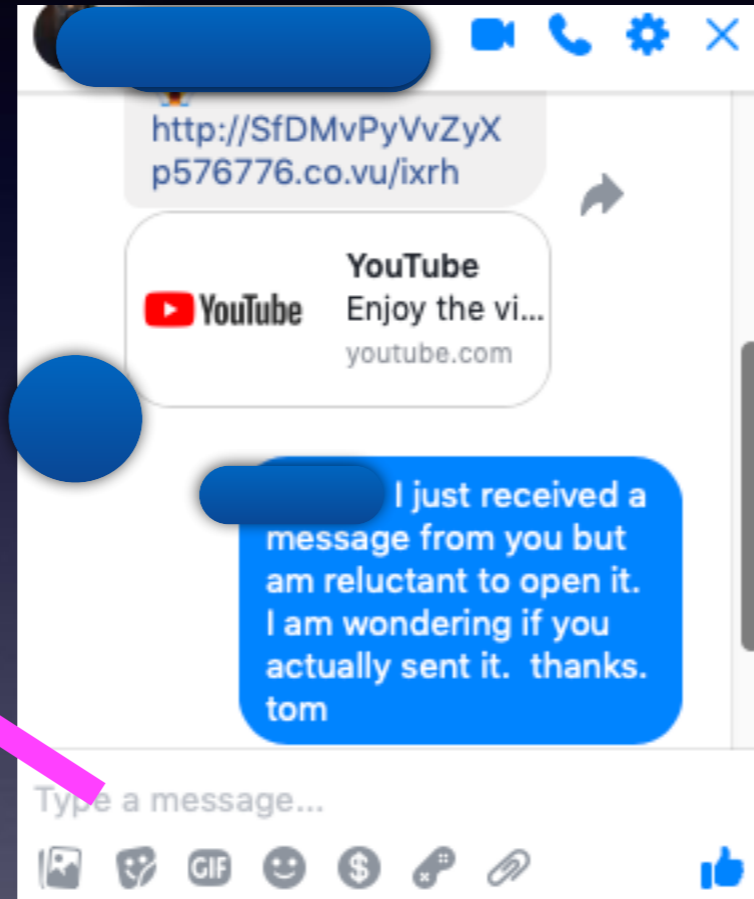 http://SfDMvPyVvZyX
p576776.co.vu/ixrh
YouTube
YouTube
Enjoy the vi...
youtube.com
I just received a
message from you but
am reluctant to open it.
I am wondering if you
actually sent it.  thanks.
tom
Type a message...
GIF
$